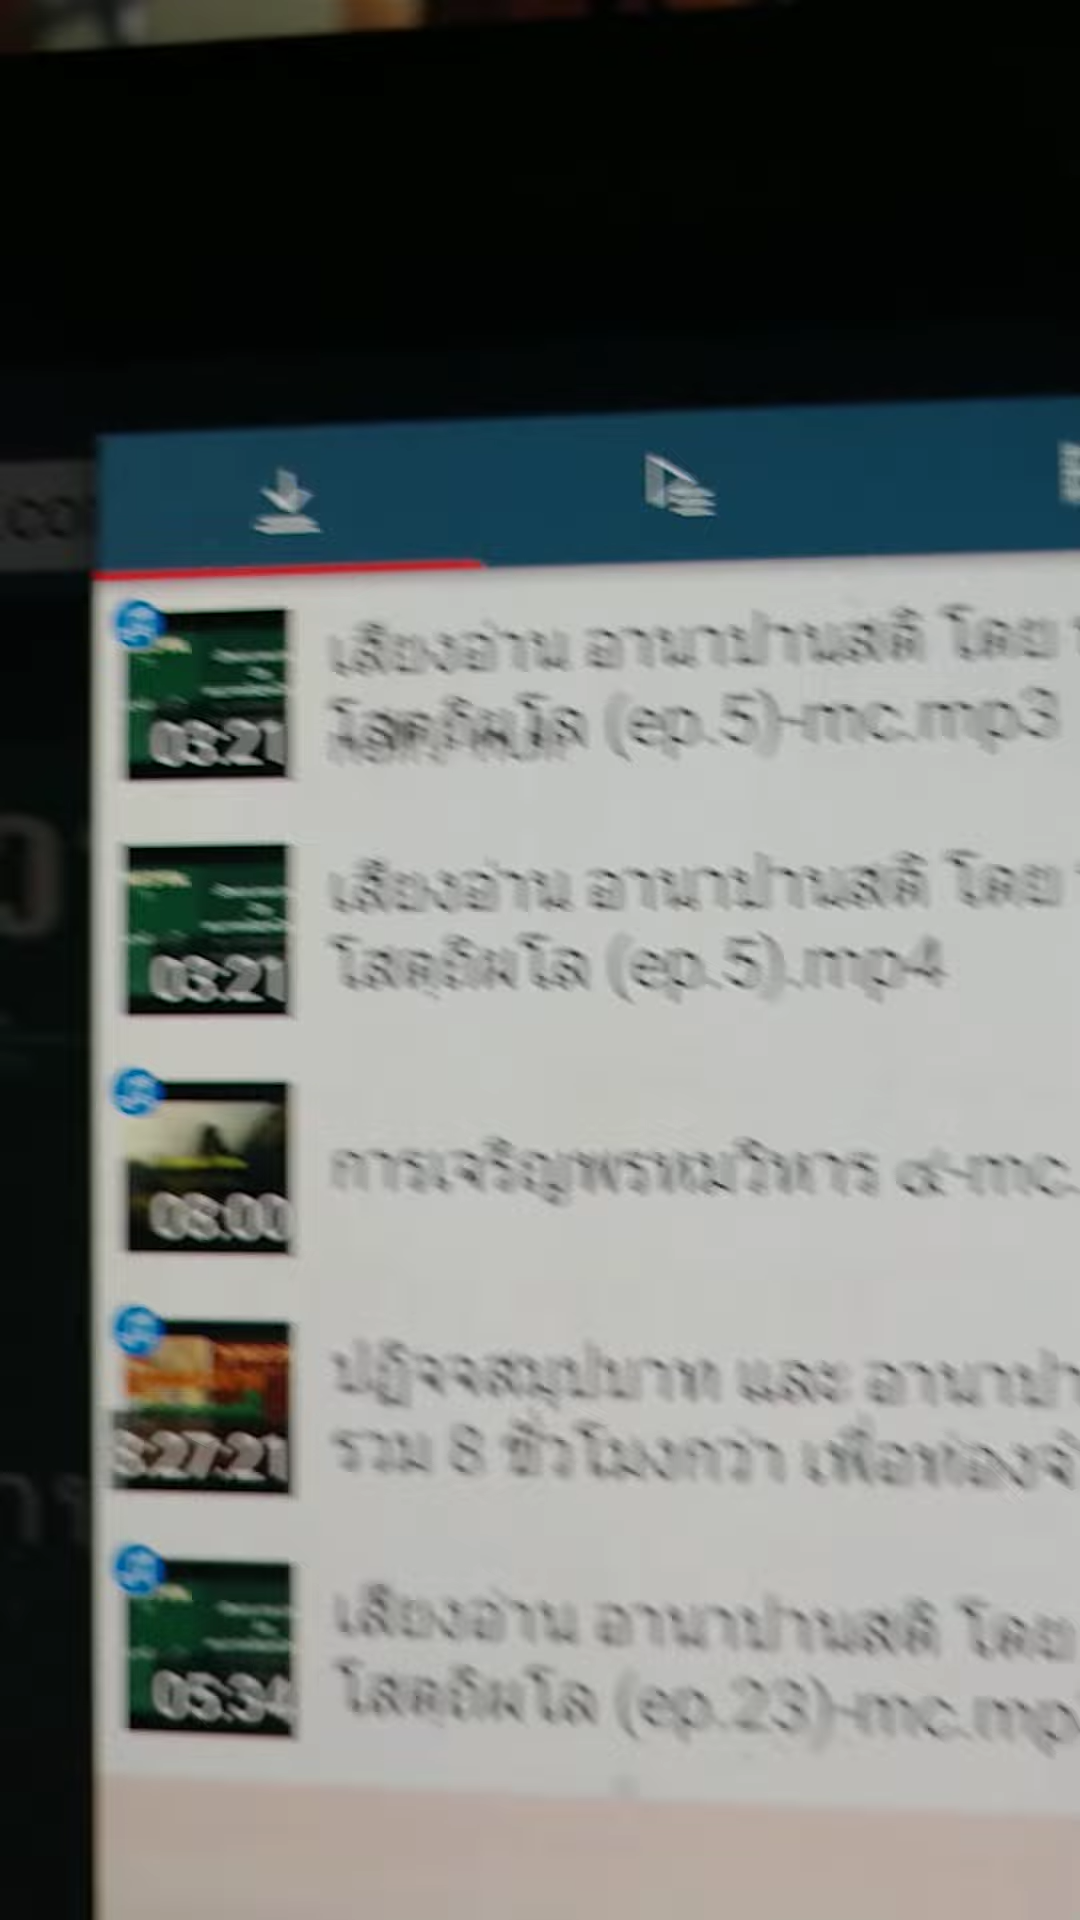 .co
เสียงอ่าน อานาปานสติ โดย
โสตฺถิผโล (ep.5)-mc.mp3
03:21
เสียงอ่าน อานาปานสติ โดย
โสตฺถิผโล (ep.5).mp4
03:21
การเจริญพรหมวิหาร ๔-mc.
08:00
ปฏิจจสมุปบาท และ อานาปา
รวม 8 ชั่วโมงกว่า เพื่อท่องจำ
8:27:21
เสียงอ่าน อานาปานสติ โดย
โสตฺถิผโล (ep.23)-mc.mp
05:34